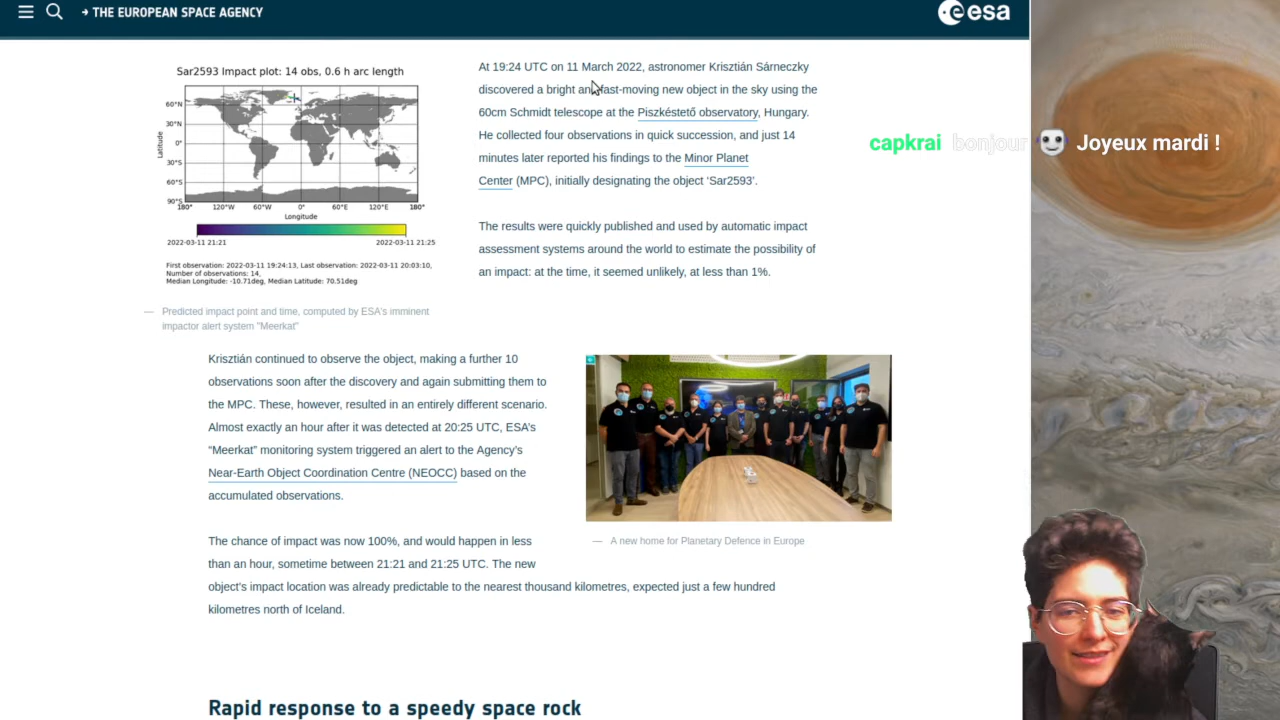 → THE EUROPEAN SPACE AGENCY
esa
Sar2593 Impact plot: 14 obs, 0.6 h arc length
60°N
30°N
0°
30°S
60°S
90°S
Latitude
180° 120°W 60°W 0° 60°E 120°E 180°
Longitude
2022-03-11 21:21 2022-03-11 21:25
First observation: 2022-03-11 19:24:13, Last observation: 2022-03-11 20:03:10,
Number of observations: 14,
Median Longitude: -10.71deg, Median Latitude: 70.51deg
— Predicted impact point and time, computed by ESA's imminent
impactor alert system "Meerkat"
At 19:24 UTC on 11 March 2022, astronomer Krisztián Sárneczky
discovered a bright and fast-moving new object in the sky using the
60cm Schmidt telescope at the Piszkéstető observatory, Hungary.
He collected four observations in quick succession, and just 14
minutes later reported his findings to the Minor Planet
Center (MPC), initially designating the object ‘Sar2593’.
The results were quickly published and used by automatic impact
assessment systems around the world to estimate the possibility of
an impact: at the time, it seemed unlikely, at less than 1%.
capkrai bonjour Joyeux mardi !
Krisztián continued to observe the object, making a further 10
observations soon after the discovery and again submitting them to
the MPC. These, however, resulted in an entirely different scenario.
Almost exactly an hour after it was detected at 20:25 UTC, ESA’s
“Meerkat” monitoring system triggered an alert to the Agency’s
Near-Earth Object Coordination Centre (NEOCC) based on the
accumulated observations.
— A new home for Planetary Defence in Europe
The chance of impact was now 100%, and would happen in less
than an hour, sometime between 21:21 and 21:25 UTC. The new
object’s impact location was already predictable to the nearest thousand kilometres, expected just a few hundred
kilometres north of Iceland.
Rapid response to a speedy space rock